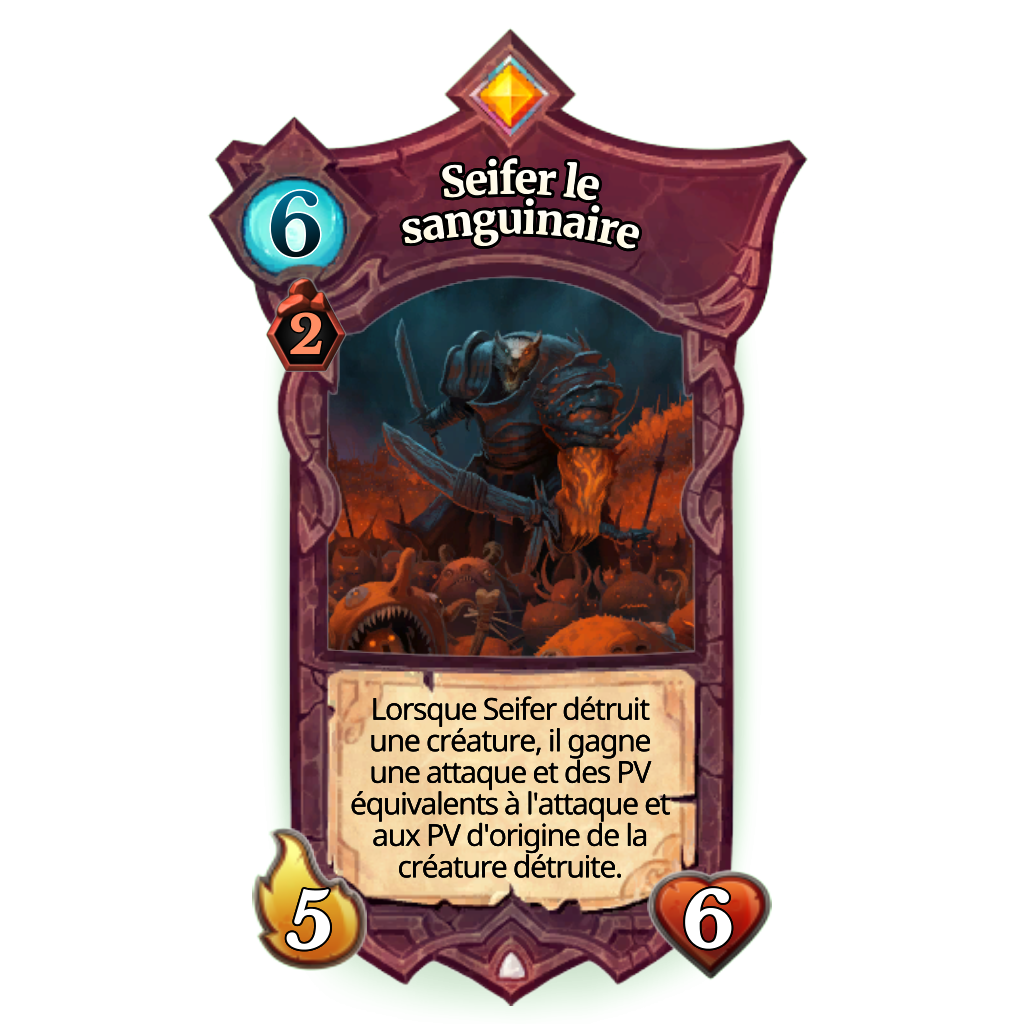 Seifer le
sanguinaire
6
2
Lorsque Seifer détruit
une créature, il gagne
une attaque et des PV
équivalents à l'attaque et
aux PV d'origine de la
créature détruite.
5
6